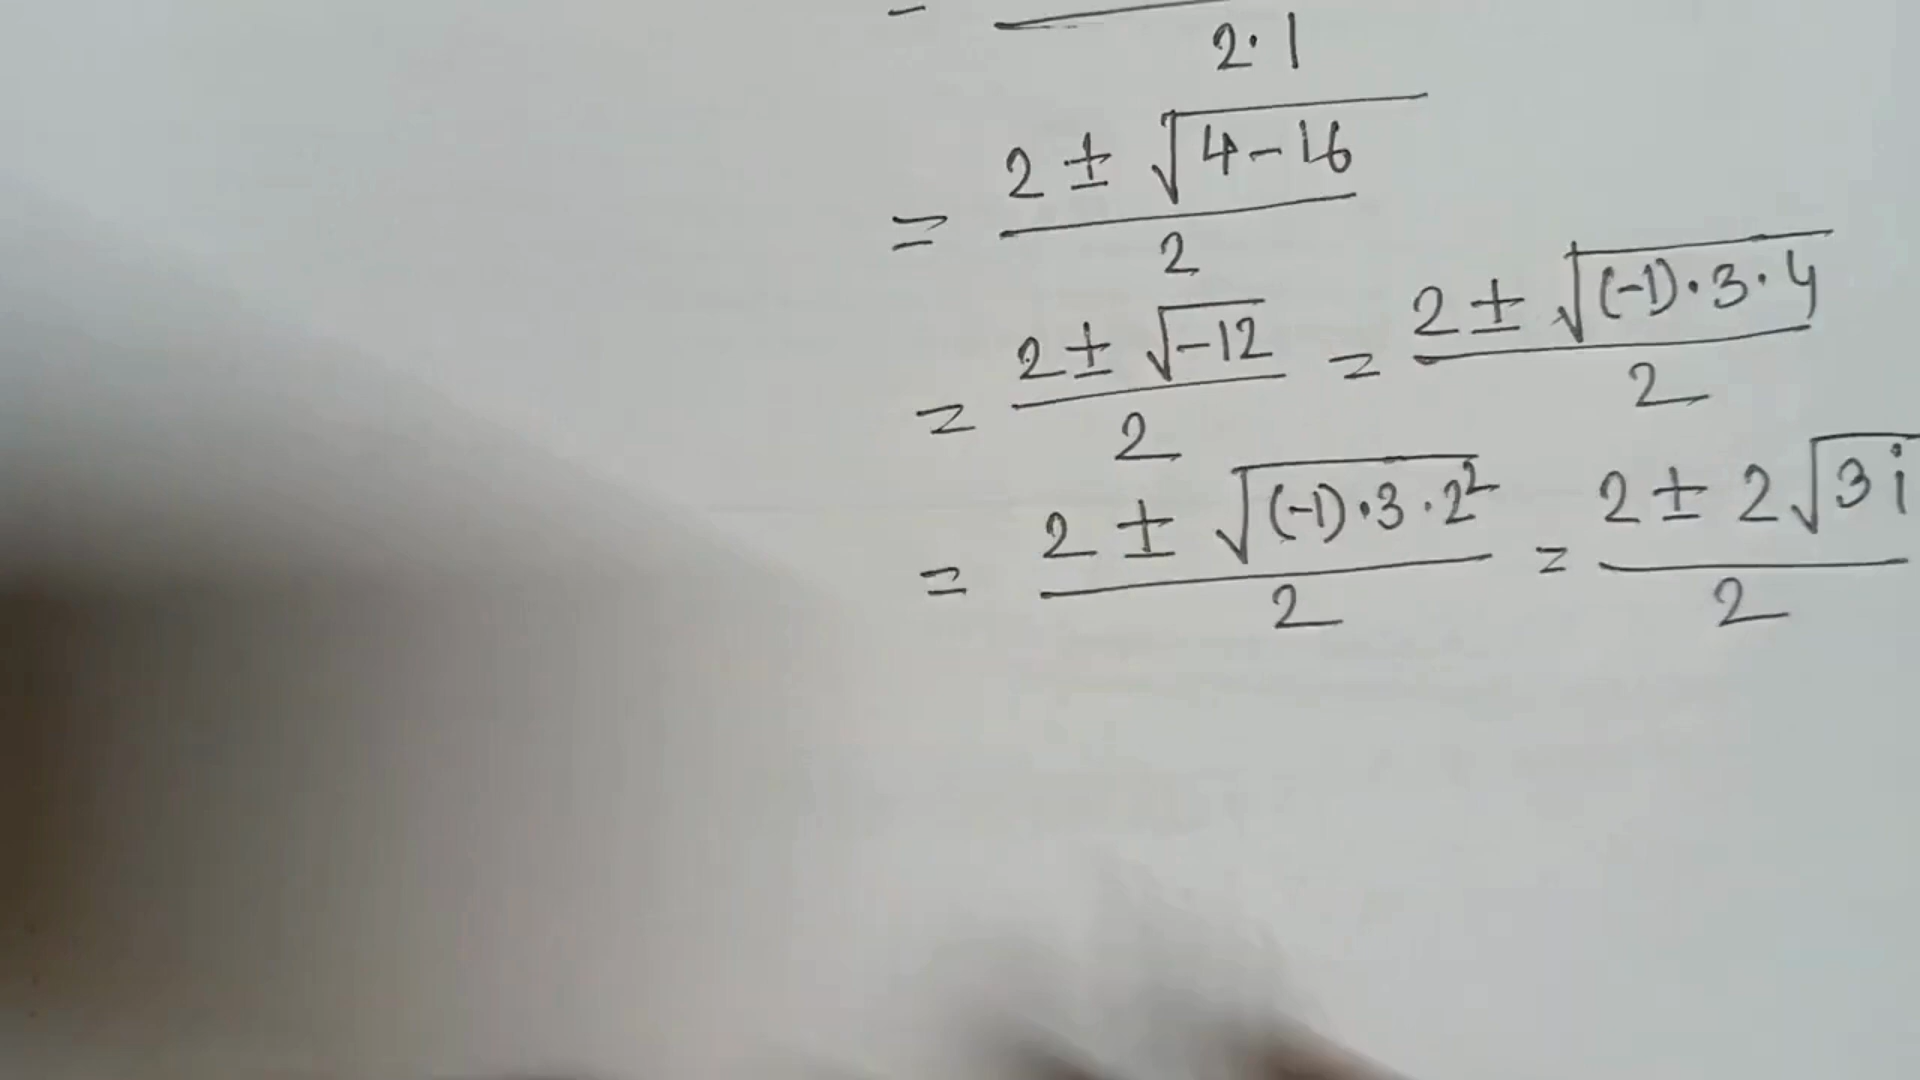 2·1
= (2 ± √(4-16))/2
= (2 ± √(-12))/2 = (2 ± √((-1)·3·4))/2
= (2 ± √((-1)·3·2²))/2 = (2 ± 2√(3i))/2